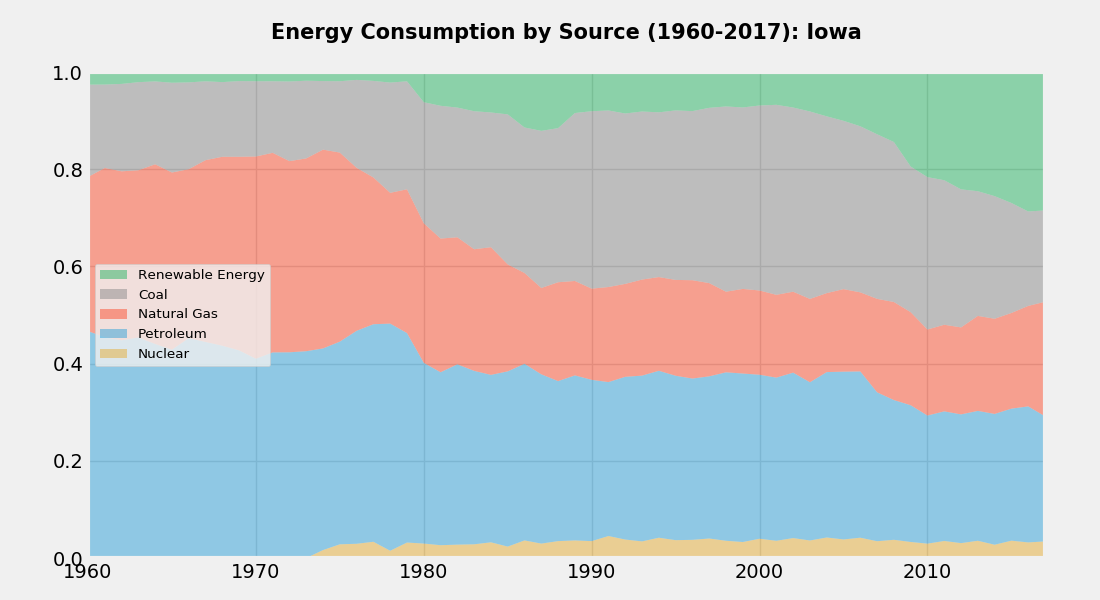 Energy Consumption by Source (1960-2017): Iowa
1.0
0.8
0.6
0.4
0.2
0.0
Renewable Energy
Coal
Natural Gas
Petroleum
Nuclear
1960 1970 1980 1990 2000 2010